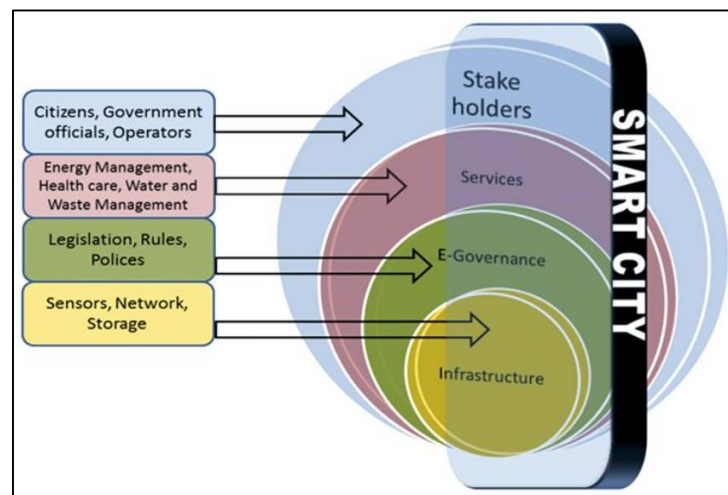 Citizens, Government
officials, Operators
Energy Management,
Health care, Water and
Waste Management
Legislation, Rules,
Polices
Sensors, Network,
Storage
Stake
holders
Services
E-Governance
Infrastructure
SMART CITY